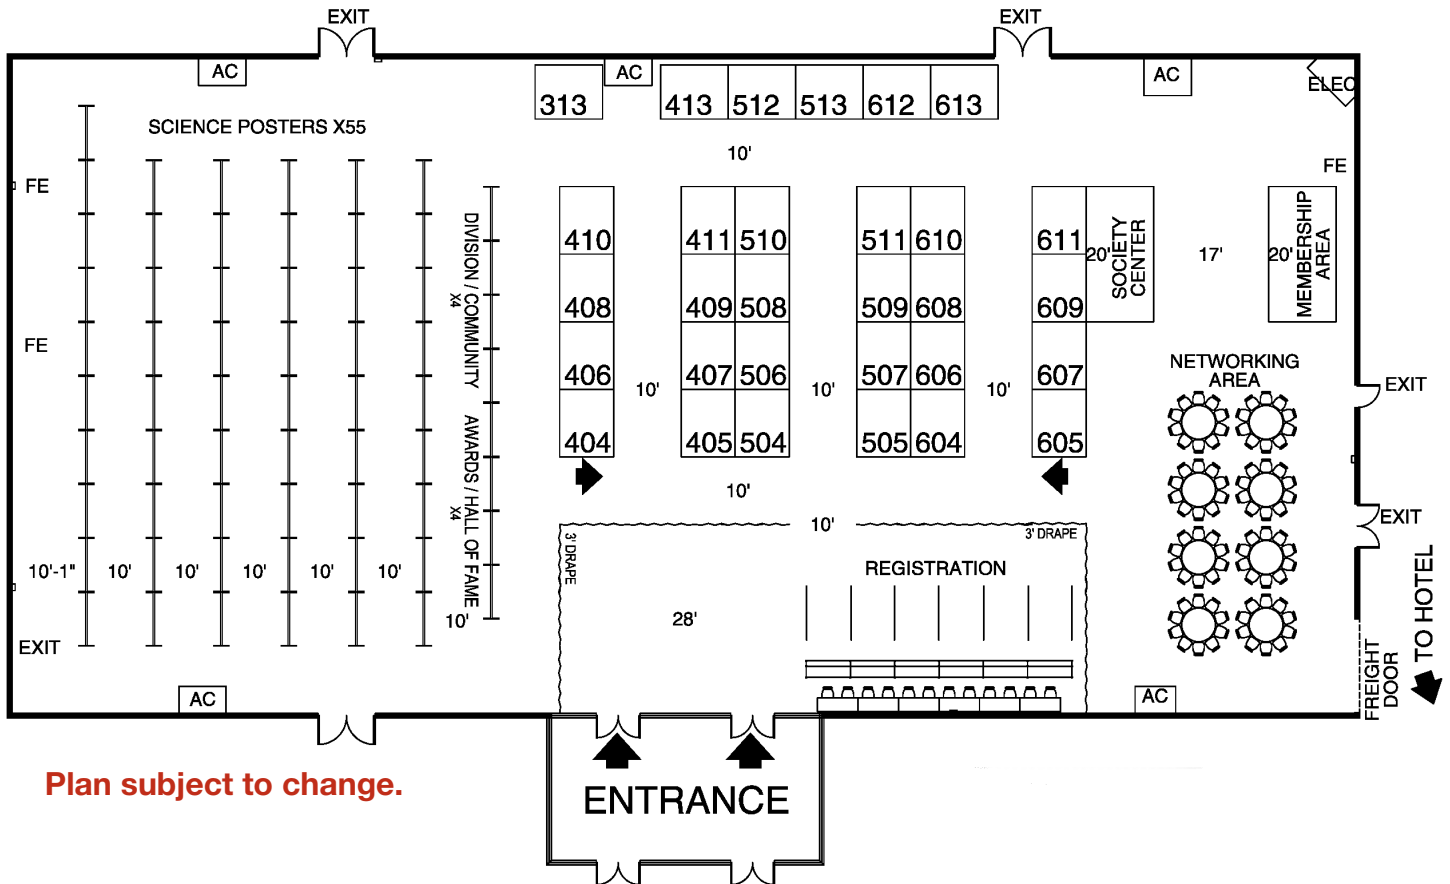 EXIT
EXIT
AC
AC
AC
ELEC
313
413
512
513
612
613
SCIENCE POSTERS X55
10'
FE
FE
410
411
510
511
610
611
20'
SOCIETY
CENTER
17'
20'
MEMBERSHIP
AREA
DIVISION / COMMUNITY
X4
408
409
508
509
608
609
FE
NETWORKING
AREA
406
407
506
507
606
607
10'
10'
10'
EXIT
404
405
504
505
604
605
AWARDS / HALL OF FAME
X4
10'
10'
EXIT
3' DRAPE
3' DRAPE
REGISTRATION
10'-1"
10'
10'
10'
10'
10'
10'
28'
EXIT
TO HOTEL
FREIGHT
DOOR
AC
AC
Plan subject to change.
ENTRANCE